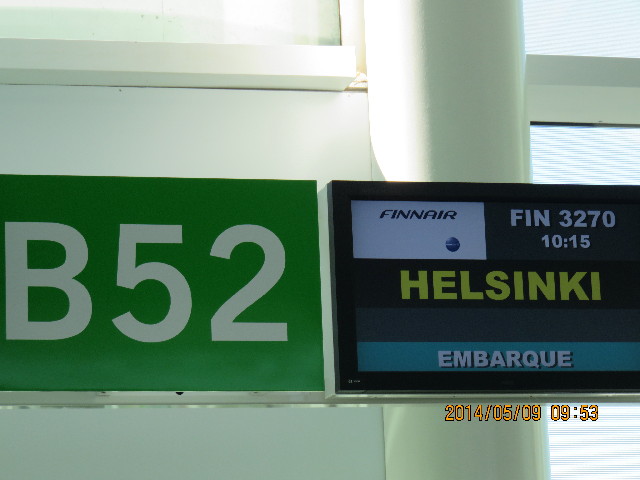 B52
FINNAIR
FIN 3270
10:15
HELSINKI
EMBARQUE
2014/05/09 09:53